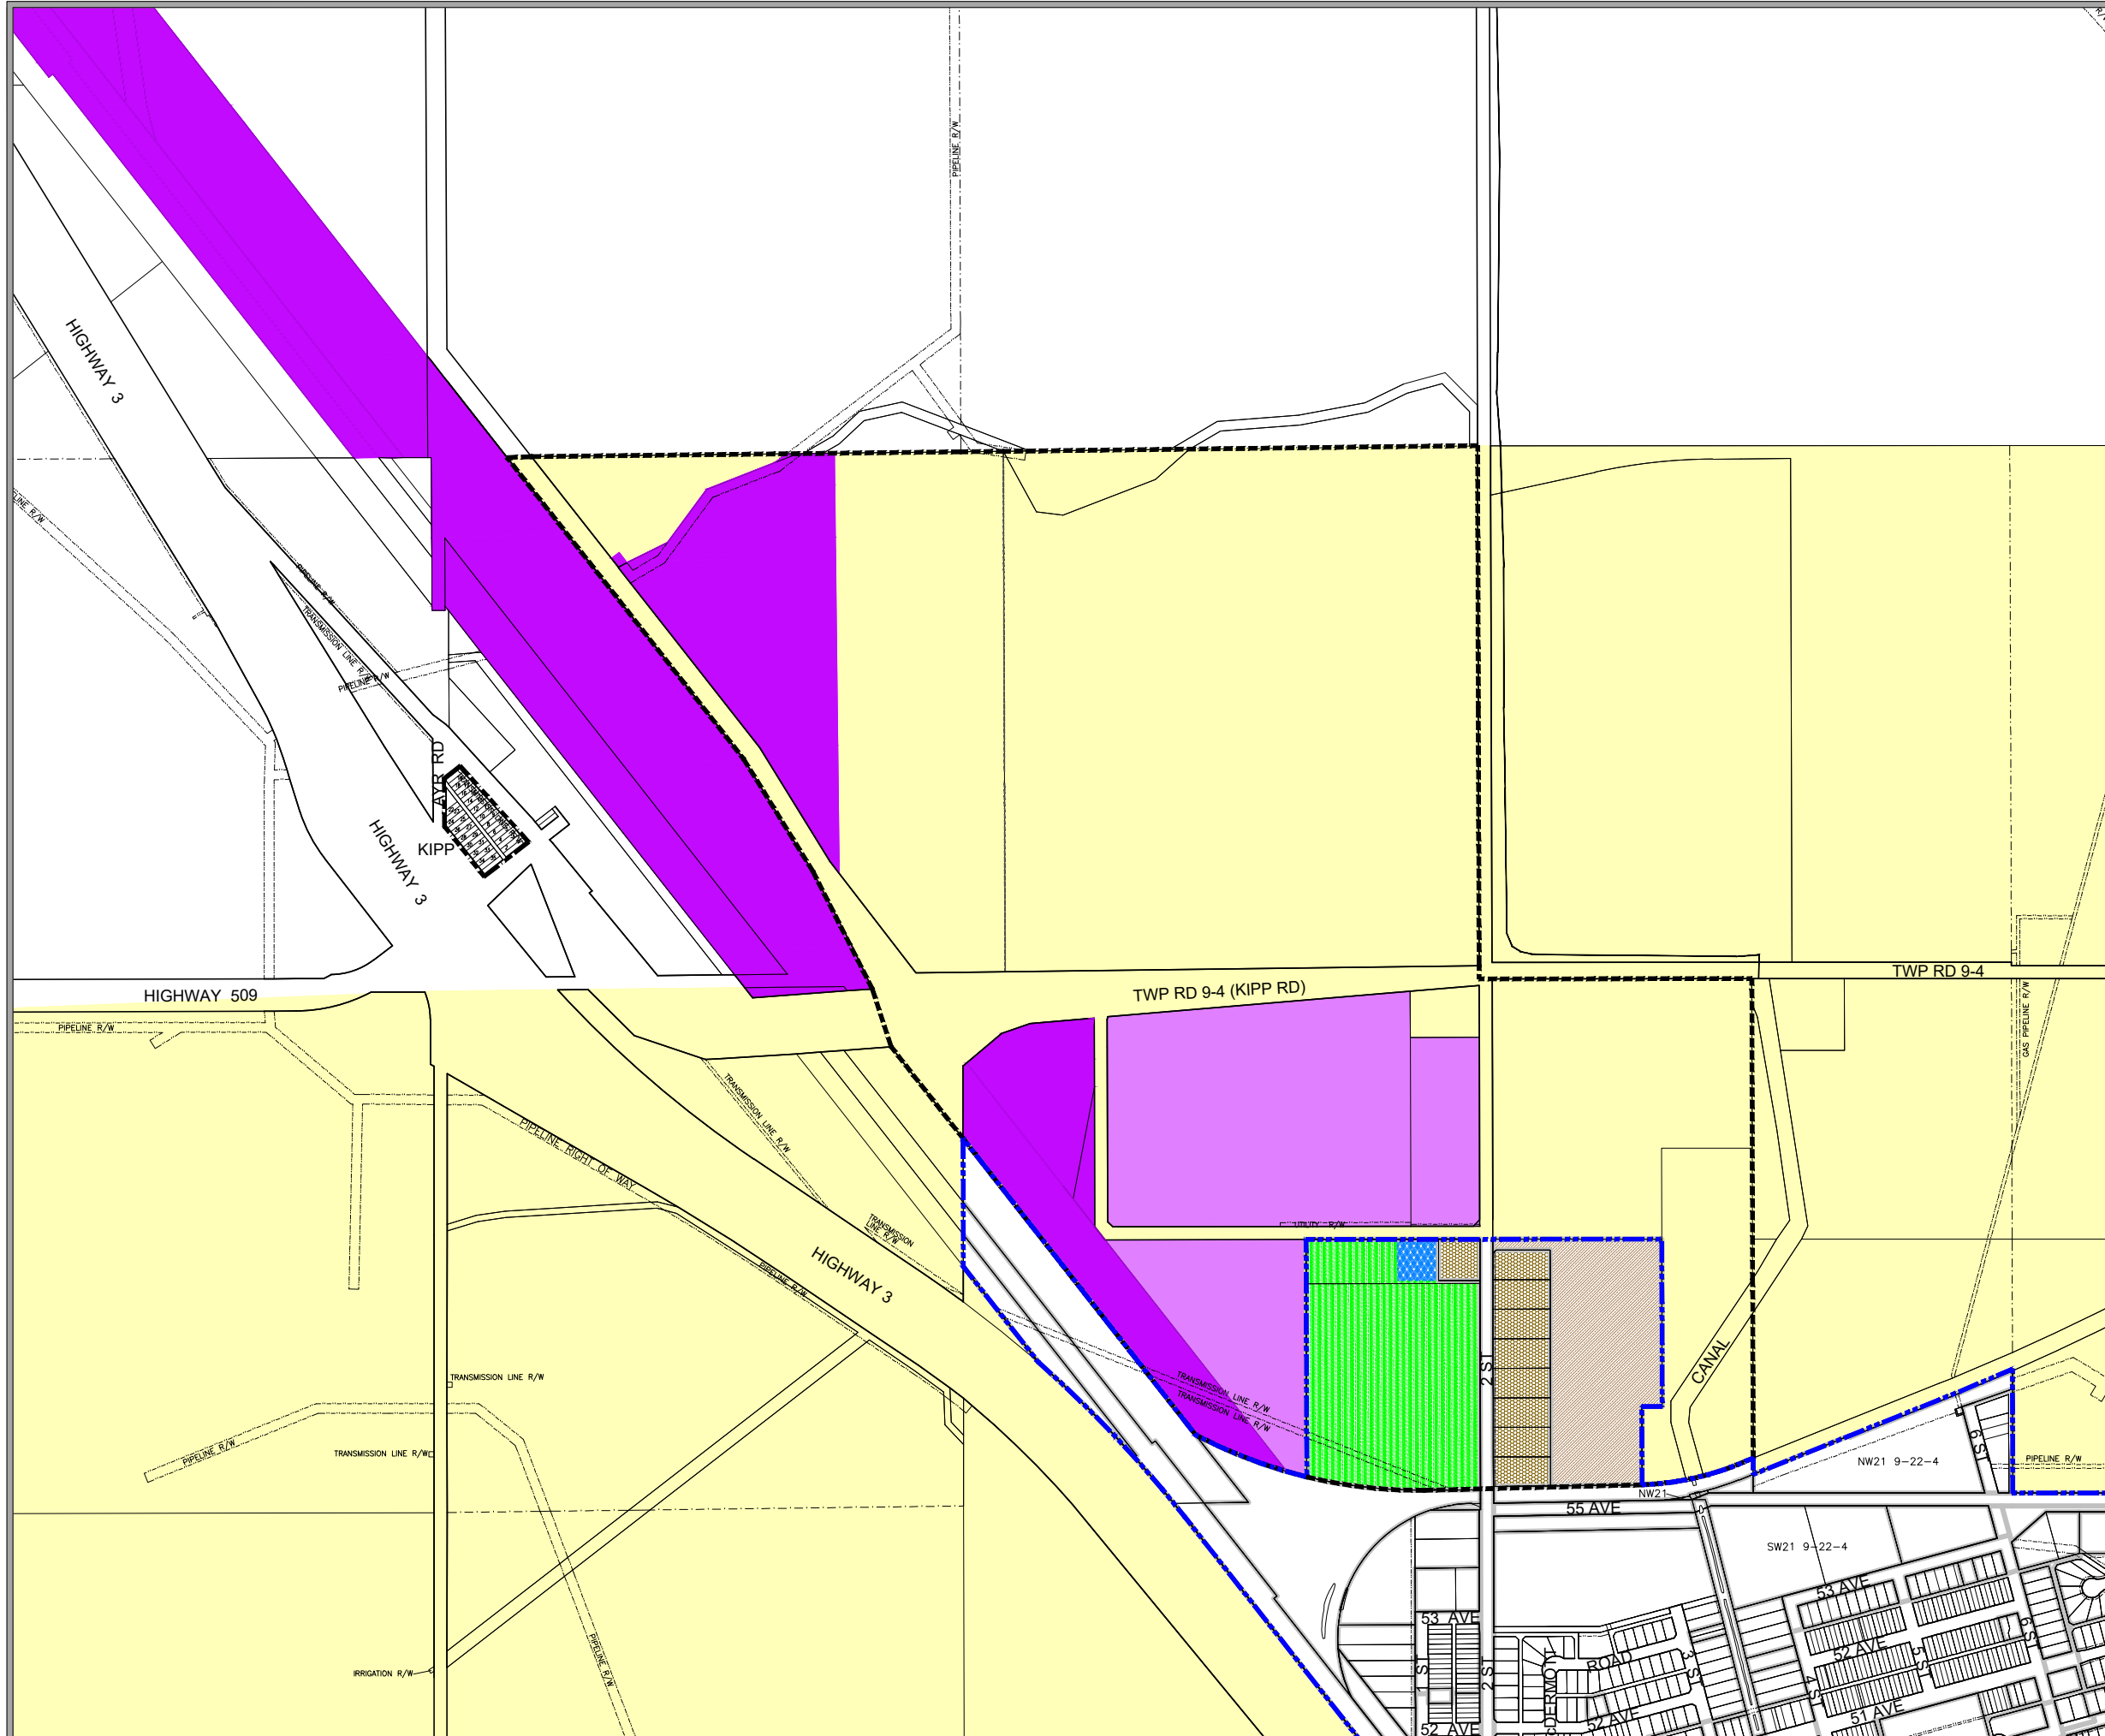 R/W
PIPELINE R/W
HIGHWAY 3
LINE R/W
PIPELINE R/W
TRANSMISSION LINE R/W
PIPELINE R/W
AYR RD
KIPP
HIGHWAY 3
HIGHWAY 509
TWP RD 9-4 (KIPP RD)
TWP RD 9-4
PIPELINE R/W
GAS PIPELINE R/W
TRANSMISSION LINE R/W
PIPELINE RIGHT OF WAY
TRANSMISSION
LINE R/W
UTILITY R/W
HIGHWAY 3
PIPELINE R/W
TRANSMISSION LINE R/W
TRANSMISSION LINE R/W
TRANSMISSION LINE R/W
2 ST
CANAL
TRANSMISSION LINE R/W
PIPELINE R/W
6 ST
NW21 9-22-4
PIPELINE R/W
NW21
55 AVE
SW21 9-22-4
53 AVE
53 AVE
6 ST
52 AVE
5 ST
ROAD
3 ST
1 ST
2 ST
McDERMOTT
PIPELINE R/W
IRRIGATION R/W
4 ST
51 AVE
52 AVE
52 AVE